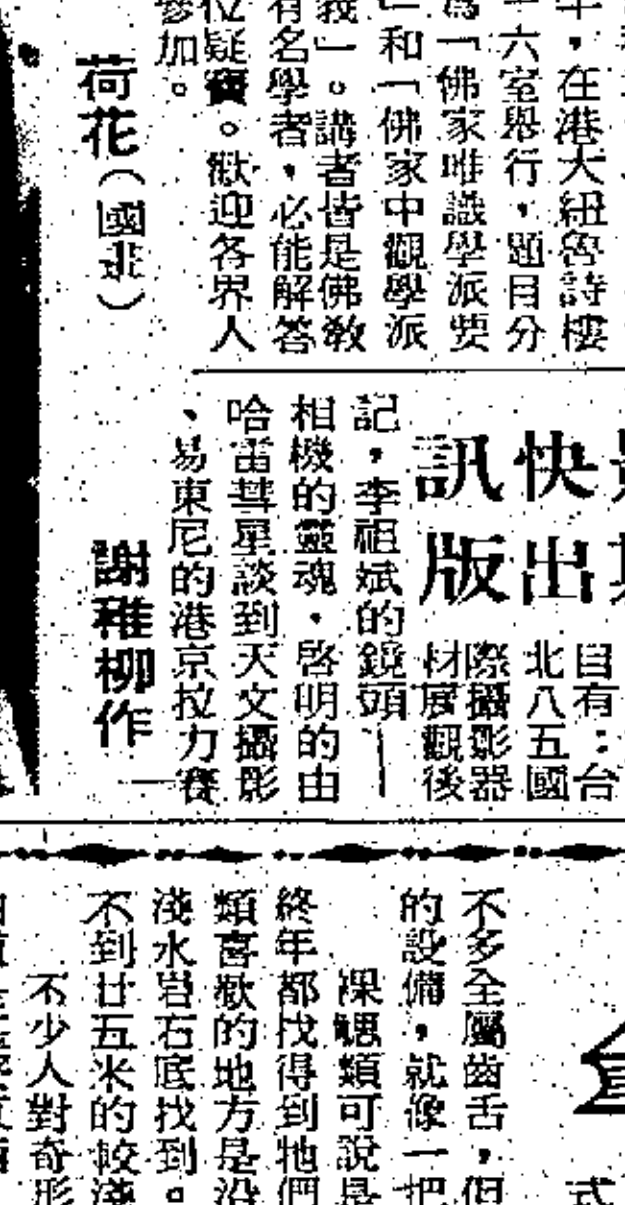 年，在港大紐魯詩樓
十六室舉行，題目分
為「佛家唯識學派要
」和「佛家中觀學派
義」。講者皆是佛教
有名學者，必能解答
位疑竇。歡迎各界人
參加。
荷花（國畫）
謝稚柳作
快訊
出版
目有：台
北八五國
際攝影器
材展觀後
記，李祖斌的鏡頭—
相機的靈魂，啓明的由
哈雷彗星談到天文攝影
、易東尼的港京拉力賽
式
不多全屬齒舌，但
的設備，就像一把
裸鰓類可說是
終年都找得到牠們
類喜歡的地方是沿
淺水岩石底找到。
不到廿五米的較淺
不少人對奇形